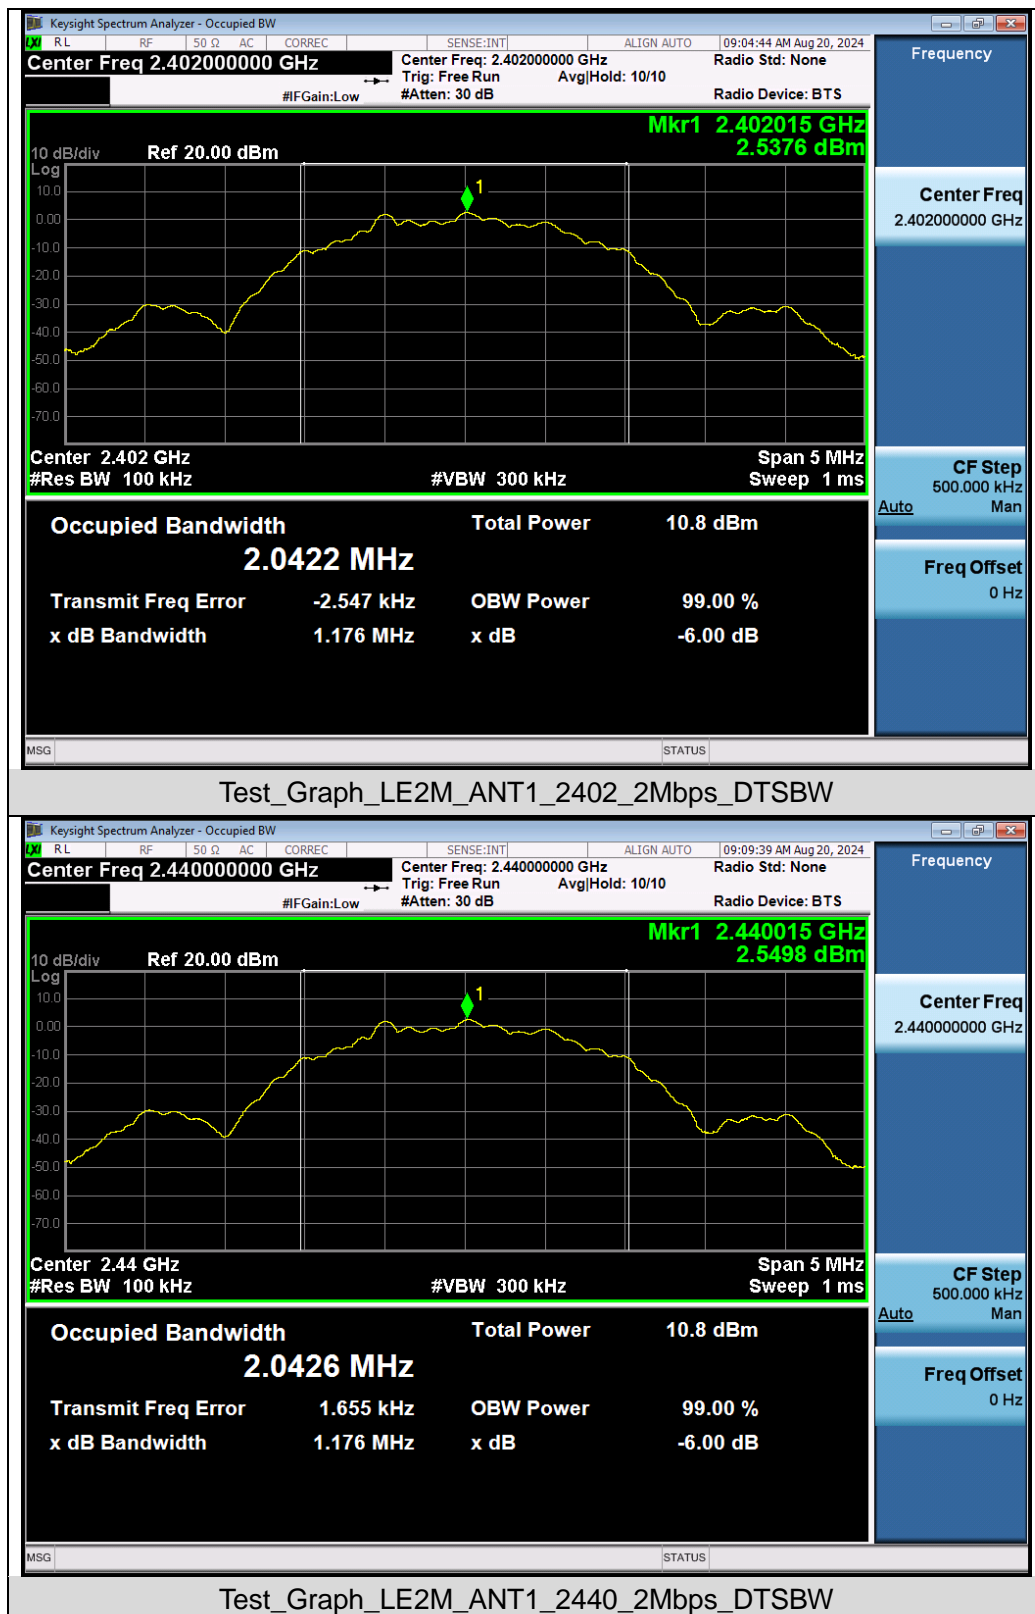 Keysight Spectrum Analyzer - Occupied BW
LXI RL RF 50 Ω AC CORREC SENSE:INT ALIGN AUTO 09:04:44 AM Aug 20, 2024
Center Freq 2.402000000 GHz
Center Freq: 2.402000000 GHz
Radio Std: None
Trig: Free Run Avg|Hold: 10/10
#IFGain:Low
#Atten: 30 dB
Radio Device: BTS
Frequency
Mkr1 2.402015 GHz
2.5376 dBm
10 dB/div Ref 20.00 dBm
Log
10.0
0.00
-10.0
-20.0
-30.0
-40.0
-50.0
-60.0
-70.0
1
Center 2.402 GHz
Span 5 MHz
#Res BW 100 kHz
#VBW 300 kHz
Sweep 1 ms
Center Freq
2.402000000 GHz
CF Step
500.000 kHz
Auto Man
Freq Offset
0 Hz
Occupied Bandwidth
Total Power 10.8 dBm
2.0422 MHz
Transmit Freq Error -2.547 kHz
OBW Power 99.00 %
x dB Bandwidth 1.176 MHz
x dB -6.00 dB
MSG STATUS
Test_Graph_LE2M_ANT1_2402_2Mbps_DTSBW
Keysight Spectrum Analyzer - Occupied BW
LXI RL RF 50 Ω AC CORREC SENSE:INT ALIGN AUTO 09:09:39 AM Aug 20, 2024
Center Freq 2.440000000 GHz
Center Freq: 2.440000000 GHz
Radio Std: None
Trig: Free Run Avg|Hold: 10/10
#IFGain:Low
#Atten: 30 dB
Radio Device: BTS
Frequency
Mkr1 2.440015 GHz
2.5498 dBm
10 dB/div Ref 20.00 dBm
Log
10.0
0.00
-10.0
-20.0
-30.0
-40.0
-50.0
-60.0
-70.0
1
Center 2.44 GHz
Span 5 MHz
#Res BW 100 kHz
#VBW 300 kHz
Sweep 1 ms
Center Freq
2.440000000 GHz
CF Step
500.000 kHz
Auto Man
Freq Offset
0 Hz
Occupied Bandwidth
Total Power 10.8 dBm
2.0426 MHz
Transmit Freq Error 1.655 kHz
OBW Power 99.00 %
x dB Bandwidth 1.176 MHz
x dB -6.00 dB
MSG STATUS
Test_Graph_LE2M_ANT1_2440_2Mbps_DTSBW